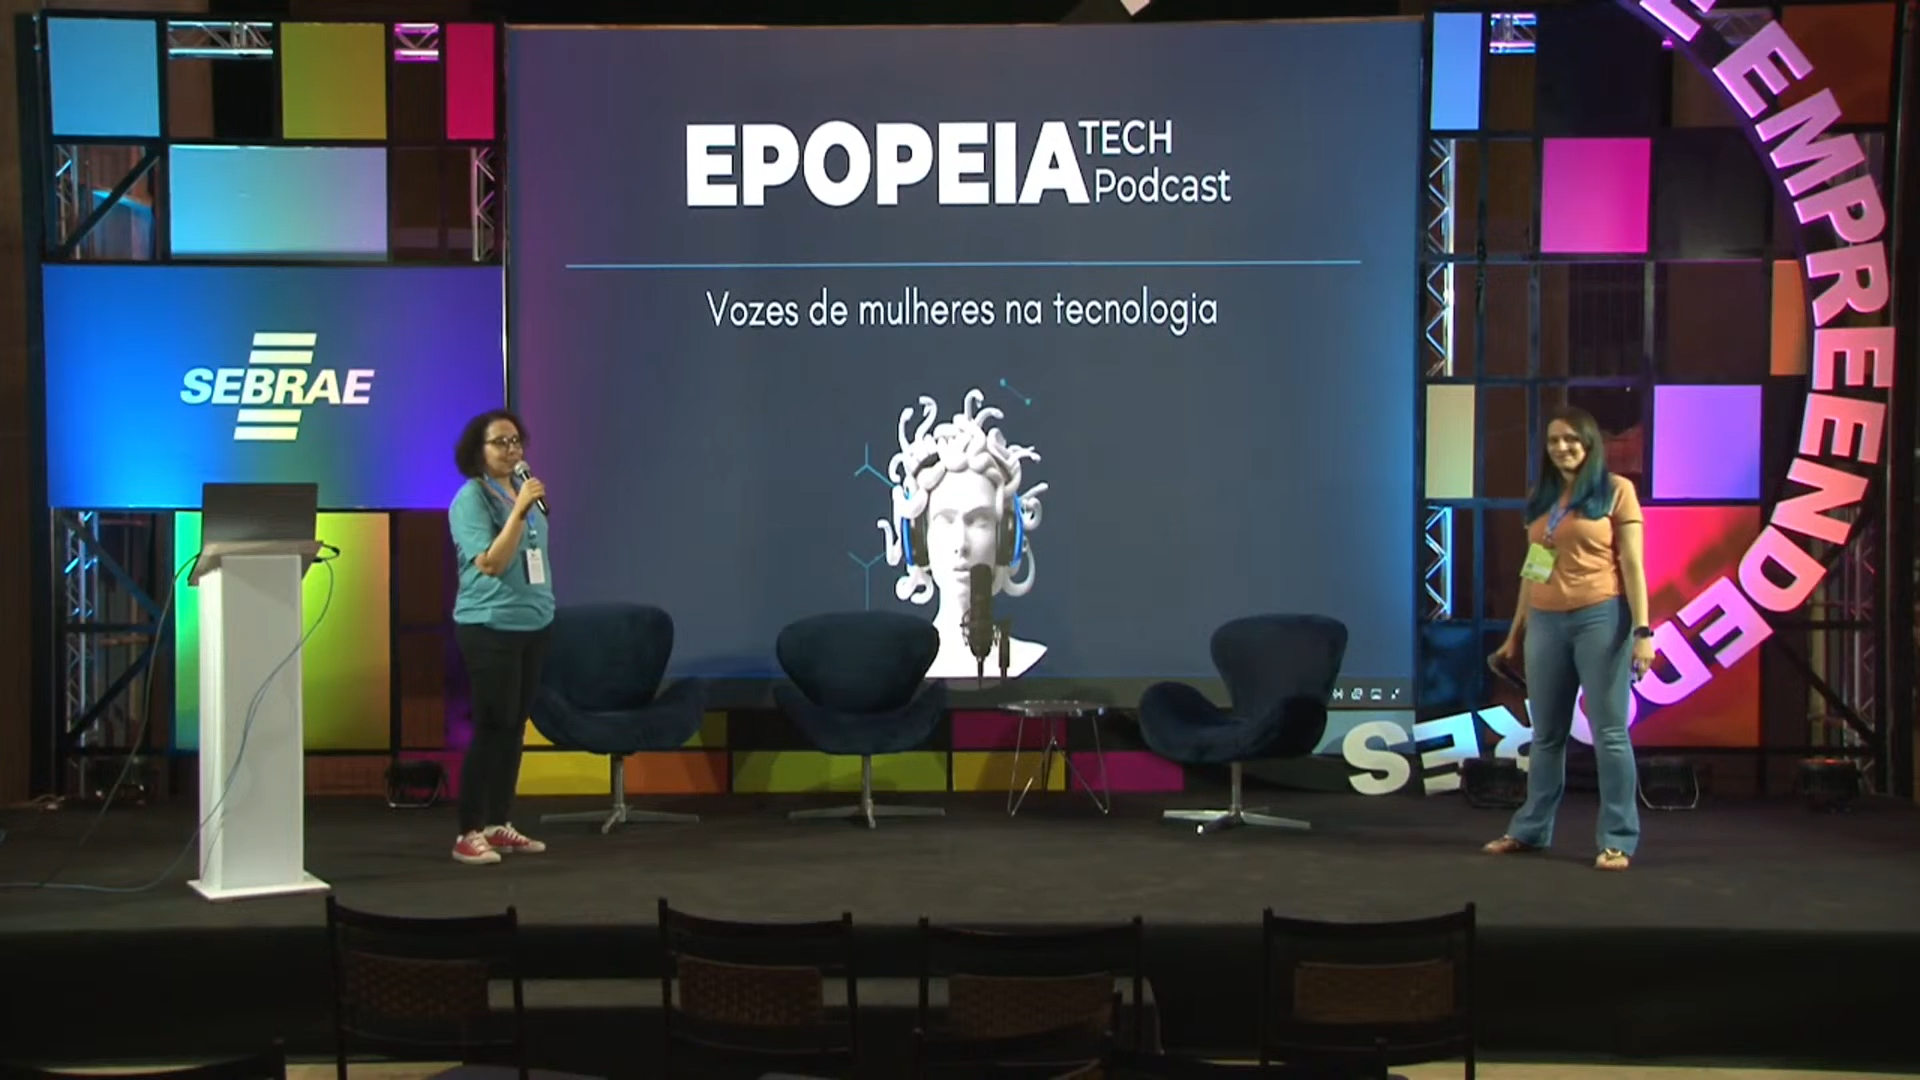 EPOPEIA TECH
Podcast
Vozes de mulheres na tecnologia
SEBRAE
EMPREENDEDORES